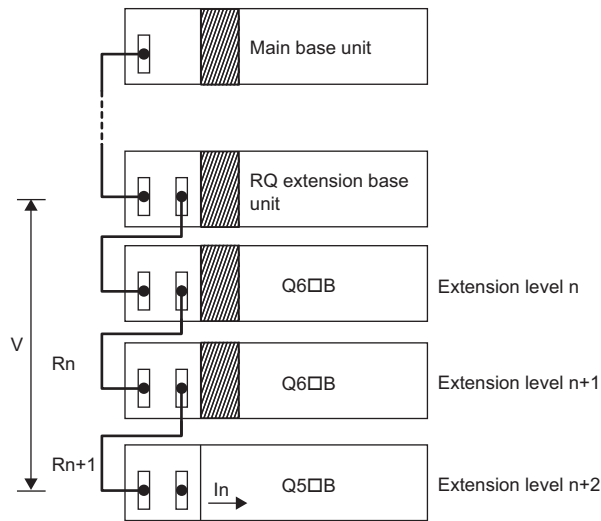 Main base unit
RQ extension base
unit
Q6□B
Extension level n
V
Rn
Q6□B
Extension level n+1
Rn+1
In
Q5□B
Extension level n+2